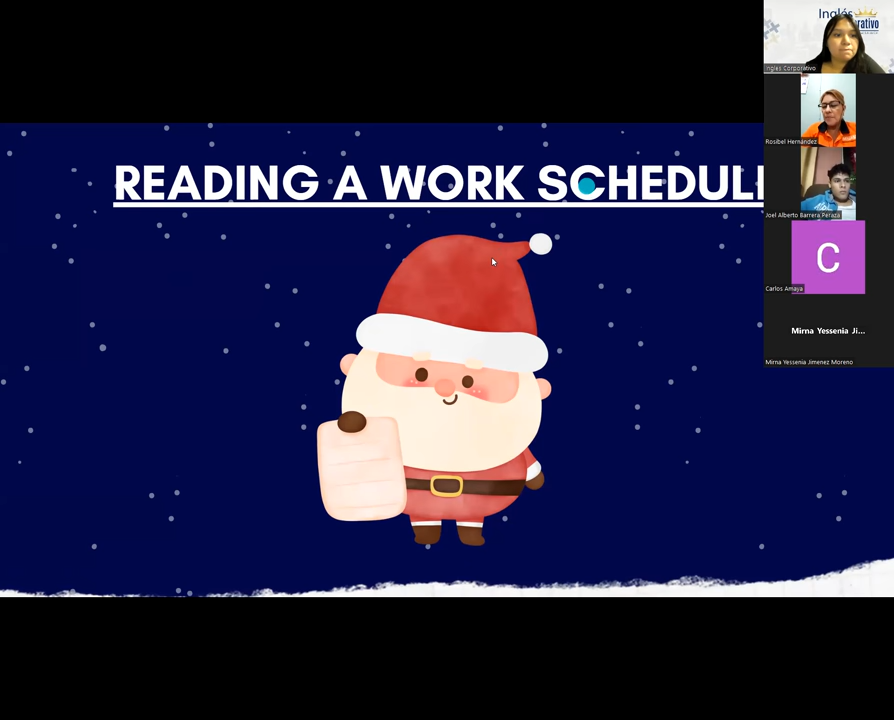 READING A WORK SCHEDUL
Inglés
rativo
Inglés Corporativo
Rosibel Hernández
Joel Alberto Barrera Peraza
C
Carlos Amaya
Mirna Yessenia Ji...
Mirna Yessenia Jimenez Moreno